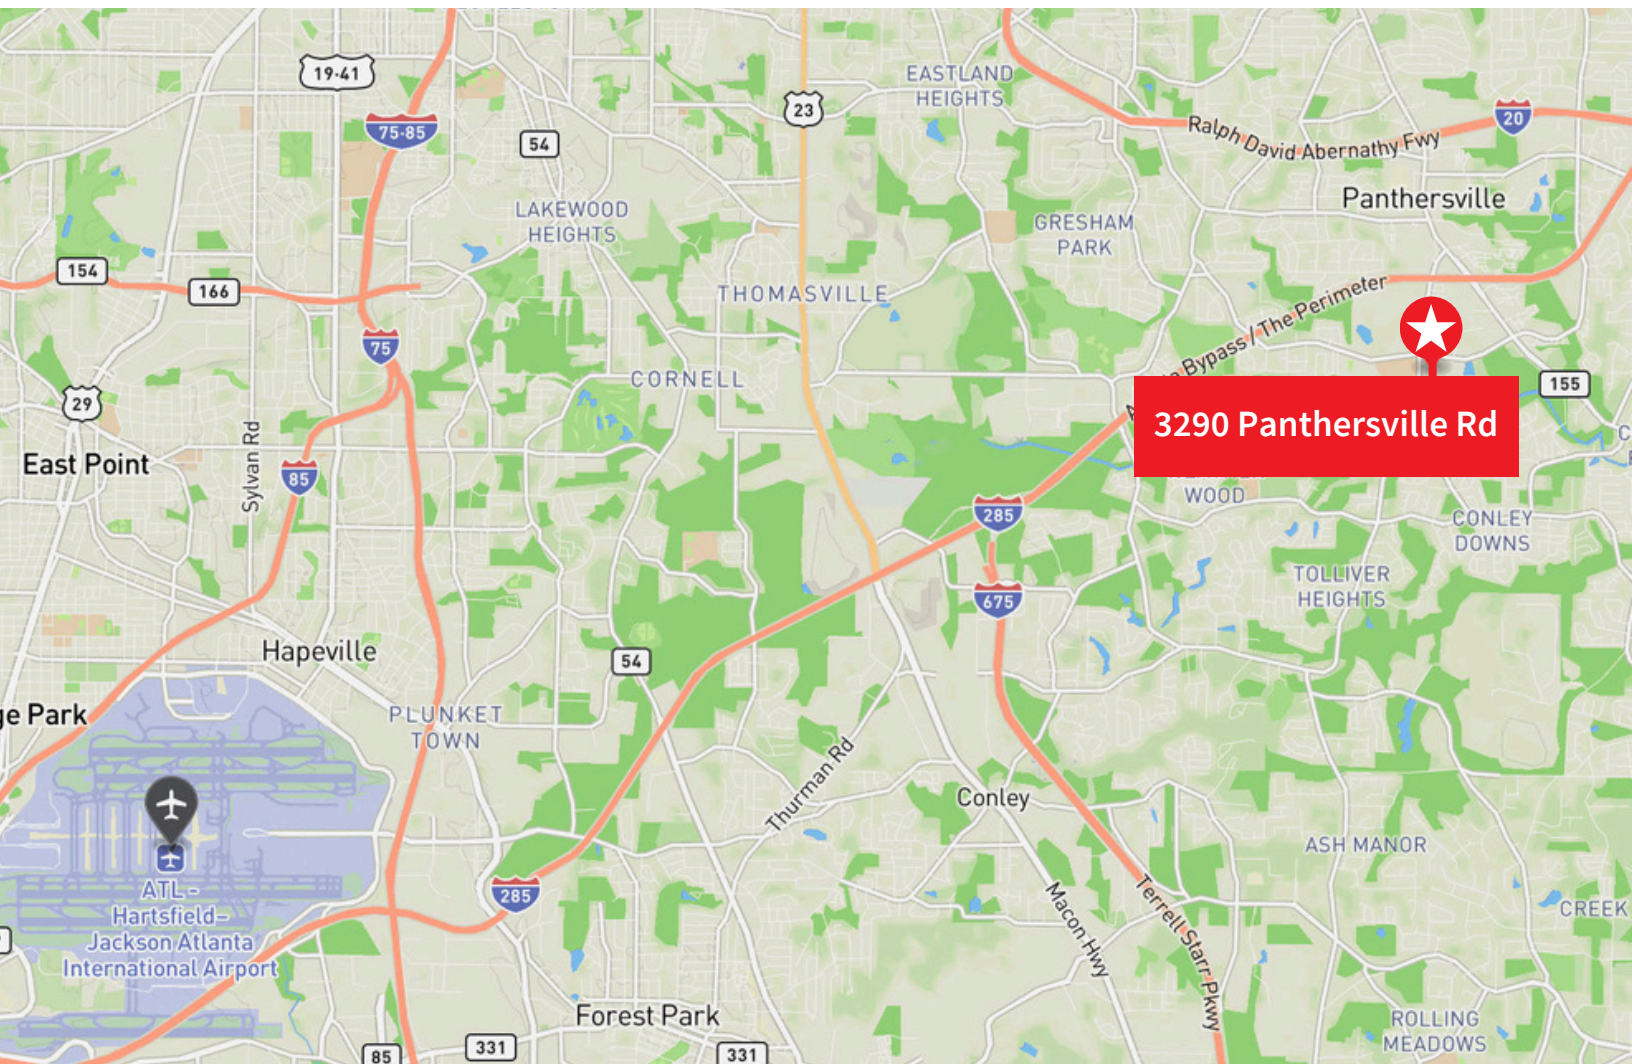 19·41
75·85
54
23
EASTLAND
HEIGHTS
Ralph David Abernathy Fwy
20
Panthersville
LAKEWOOD
HEIGHTS
GRESHAM
PARK
154
166
THOMASVILLE
Bypass / The Perimeter
75
CORNELL
155
29
3290 Panthersville Rd
East Point
Sylvan Rd
85
285
WOOD
CONLEY
DOWNS
TOLLIVER
HEIGHTS
675
Hapeville
54
ge Park
PLUNKET
TOWN
Thurman Rd
Conley
ASH MANOR
285
ATL -
Hartsfield–
Jackson Atlanta
International Airport
Macon Hwy
Terrell Starr Pkwy
CREEK
Forest Park
ROLLING
MEADOWS
85
331
331